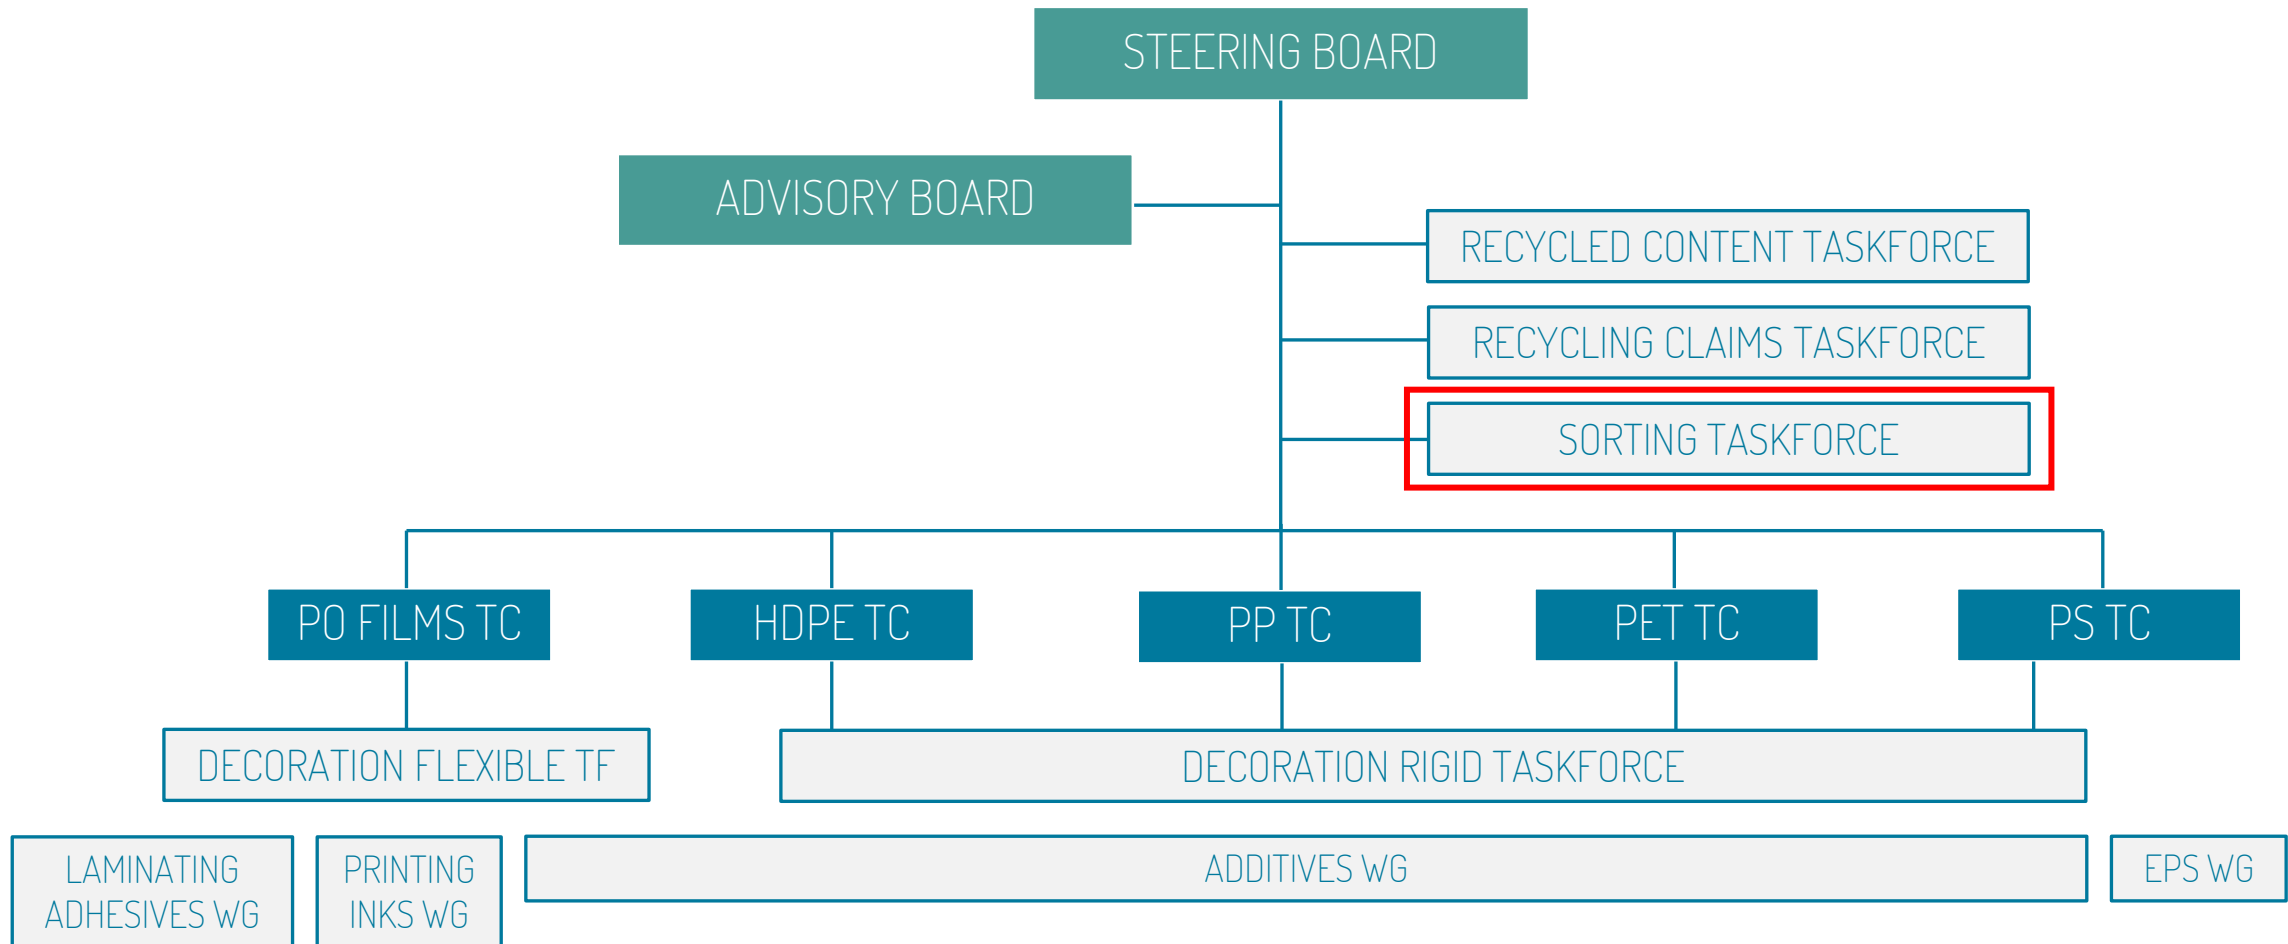 STEERING BOARD
ADVISORY BOARD
RECYCLED CONTENT TASKFORCE
RECYCLING CLAIMS TASKFORCE
SORTING TASKFORCE
PO FILMS TC
HDPE TC
PP TC
PET TC
PS TC
DECORATION FLEXIBLE TF
DECORATION RIGID TASKFORCE
LAMINATING
ADHESIVES WG
PRINTING
INKS WG
ADDITIVES WG
EPS WG